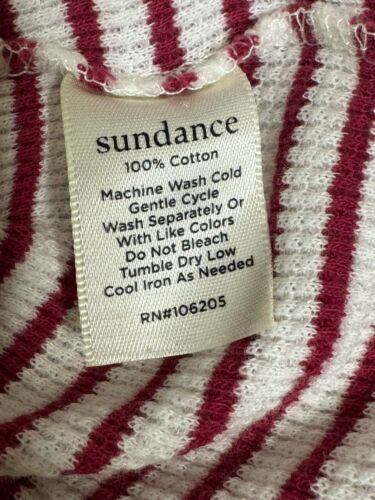 sundance
100% Cotton
Machine Wash Cold
Gentle Cycle
Wash Separately Or
With Like Colors
Do Not Bleach
Tumble Dry Low
Cool Iron As Needed
RN#106205